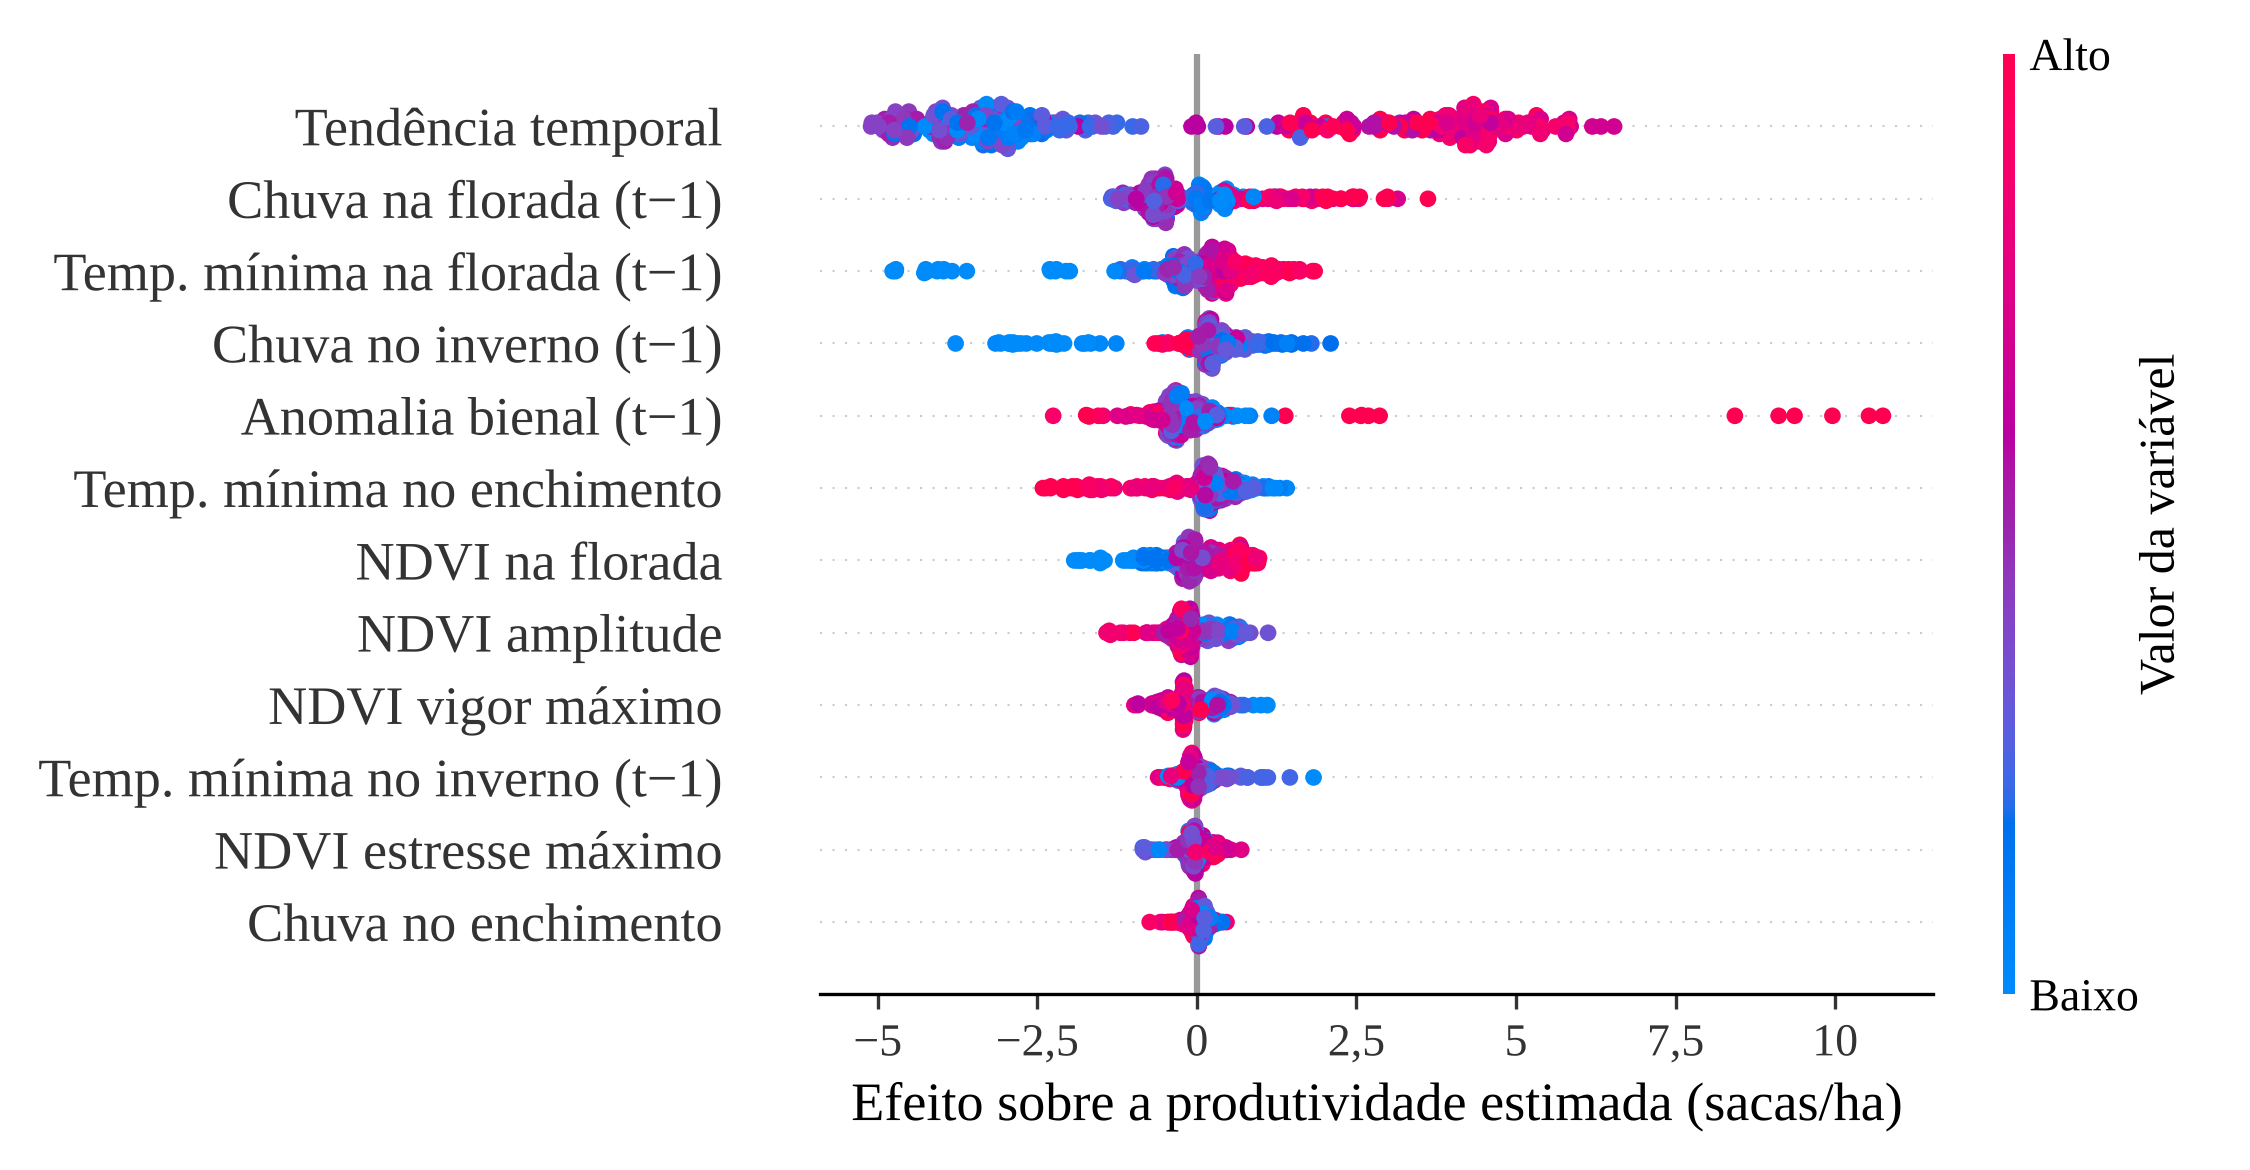 Alto
Tendência temporal
Chuva na florada (t−1)
Temp. mínima na florada (t−1)
Chuva no inverno (t−1)
Anomalia bienal (t−1)
Temp. mínima no enchimento
NDVI na florada
NDVI amplitude
NDVI vigor máximo
Temp. mínima no inverno (t−1)
NDVI estresse máximo
Chuva no enchimento
Valor da variável
Baixo
−5 −2,5 0 2,5 5 7,5 10
Efeito sobre a produtividade estimada (sacas/ha)